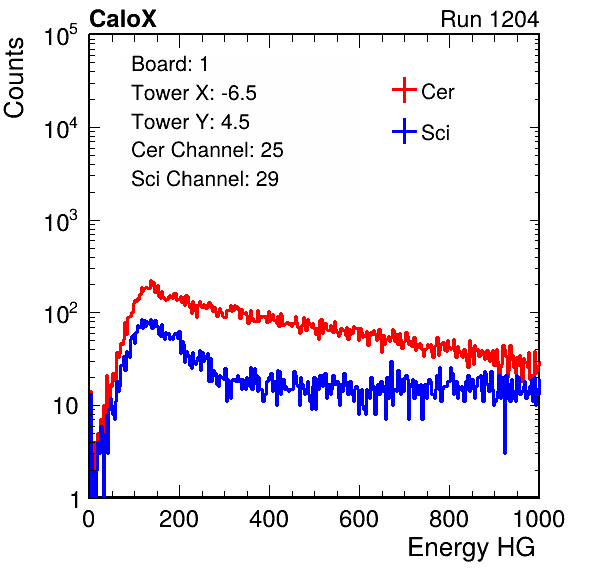 CaloX Run 1204
Counts
Board: 1
Tower X: -6.5
Tower Y: 4.5
Cer Channel: 25
Sci Channel: 29
Cer
Sci
10^5
10^4
10^3
10^2
10
1
0 200 400 600 800 1000
Energy HG